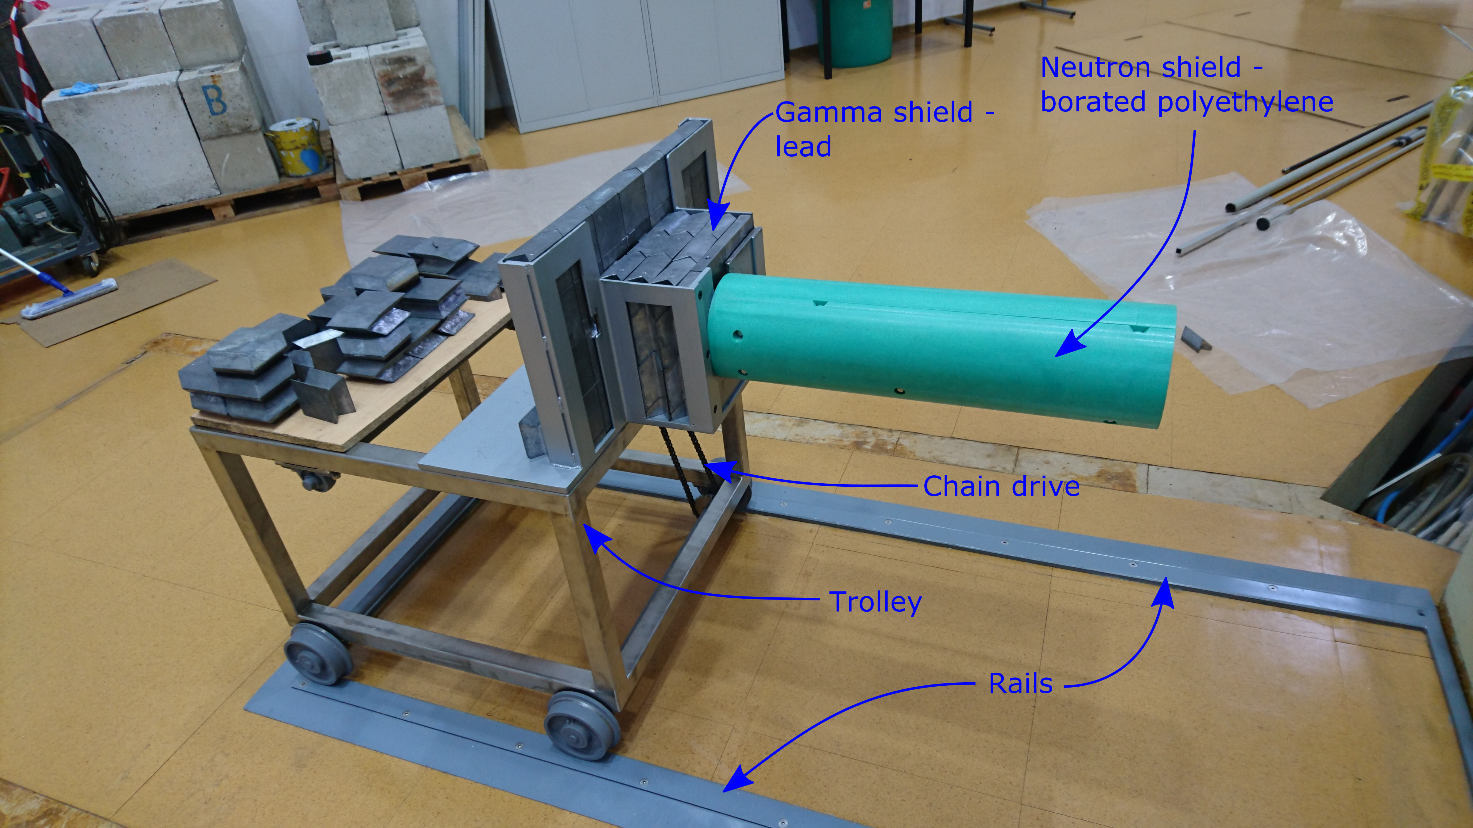 Neutron shield -
borated polyethylene
Gamma shield -
lead
B
Chain drive
Trolley
Rails